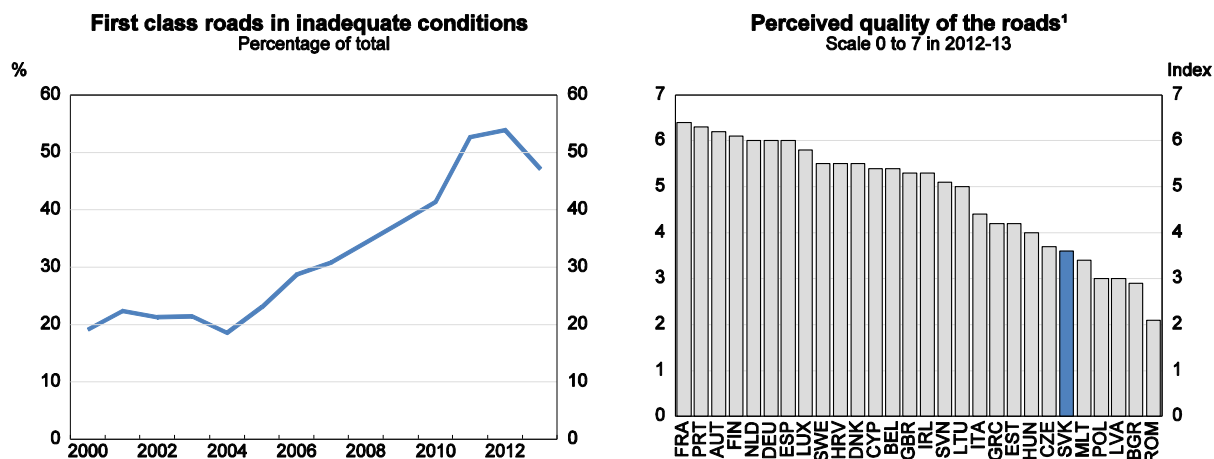 First class roads in inadequate conditions
Percentage of total
%
60 60
50 50
40 40
30 30
20 20
10 10
0 0
2000 2002 2004 2006 2008 2010 2012
Perceived quality of the roads¹
Scale 0 to 7 in 2012-13
Index
7 7
6 6
5 5
4 4
3 3
2 2
1 1
0 0
FRA PRT AUT FIN NLD DEU ESP LUX SWE HRV DNK CYP BEL GBR IRL SVN LTU ITA GRC EST HUN CZE SVK MLT POL LVA BGR ROM